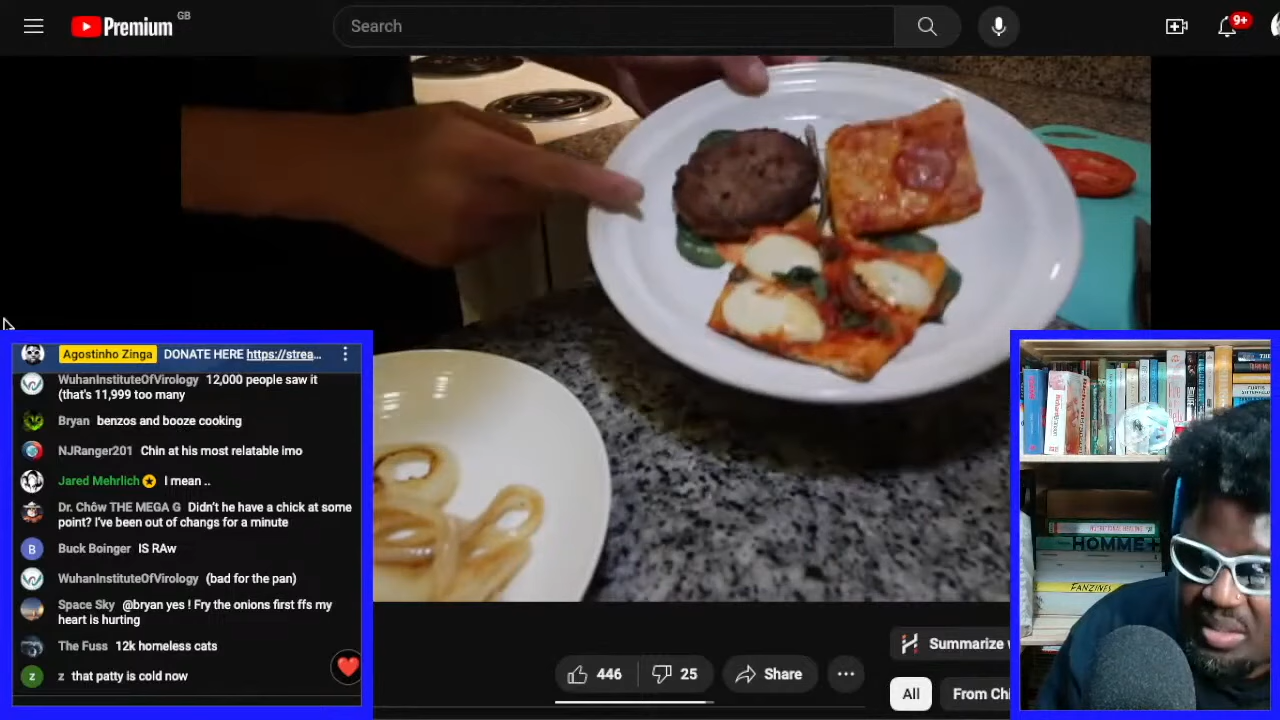 Premium GB
Search
9+
Agostinho Zinga DONATE HERE https://strea...
WuhanInstituteOfVirology 12,000 people saw it
(that's 11,999 too many
Bryan benzos and booze cooking
NJRanger201 Chin at his most relatable imo
Jared Mehrlich I mean ..
Dr. Chôw THE MEGA G Didn't he have a chick at some
point? I've been out of changs for a minute
B Buck Boinger IS RAw
WuhanInstituteOfVirology (bad for the pan)
Space Sky @bryan yes ! Fry the onions first ffs my
heart is hurting
The Fuss 12k homeless cats
z z that patty is cold now
446 25 Share
Summarize
All From Chi
HOMME
FANZINES